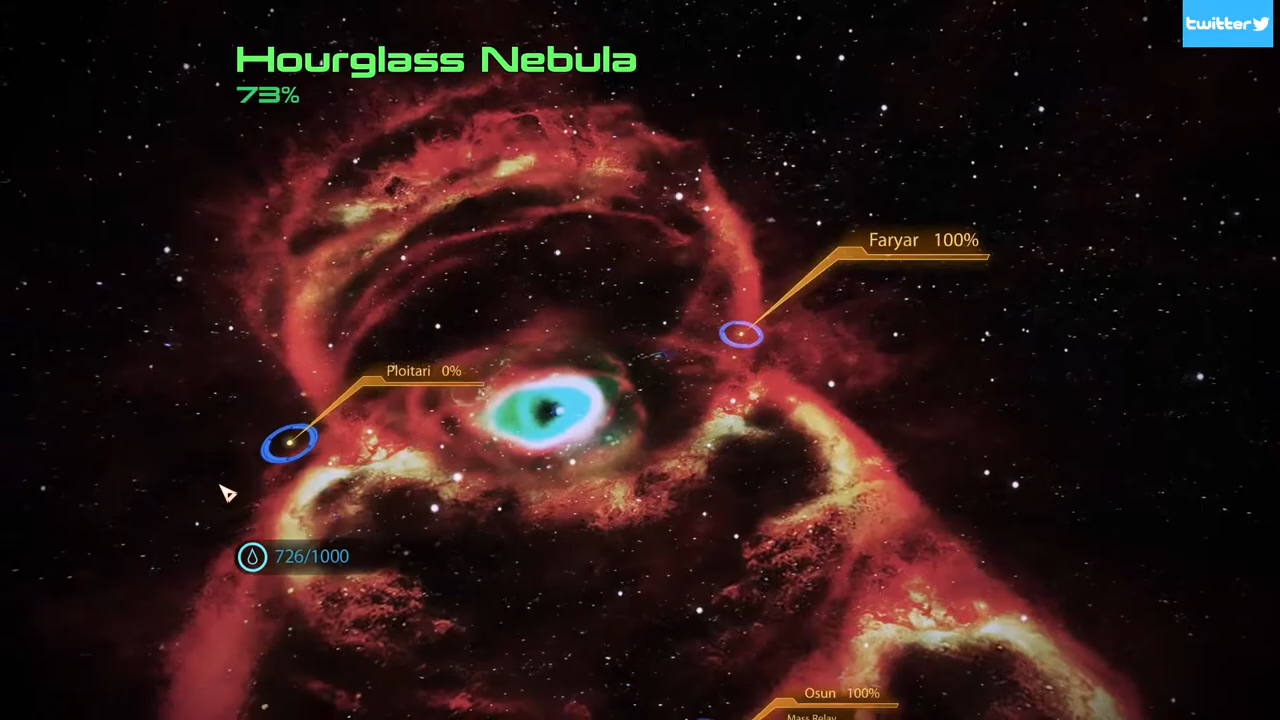 twitter
Hourglass Nebula
73%
Faryar 100%
Ploitari 0%
726/1000
Osun 100%
Mass Relay